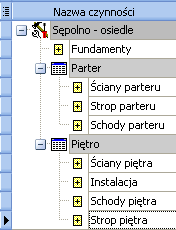 Nazwa czynności
Sępolno - osiedle
Fundamenty
Parter
Ściany parteru
Strop parteru
Schody parteru
Piętro
Ściany piętra
Instalacja
Schody piętra
Strop piętra